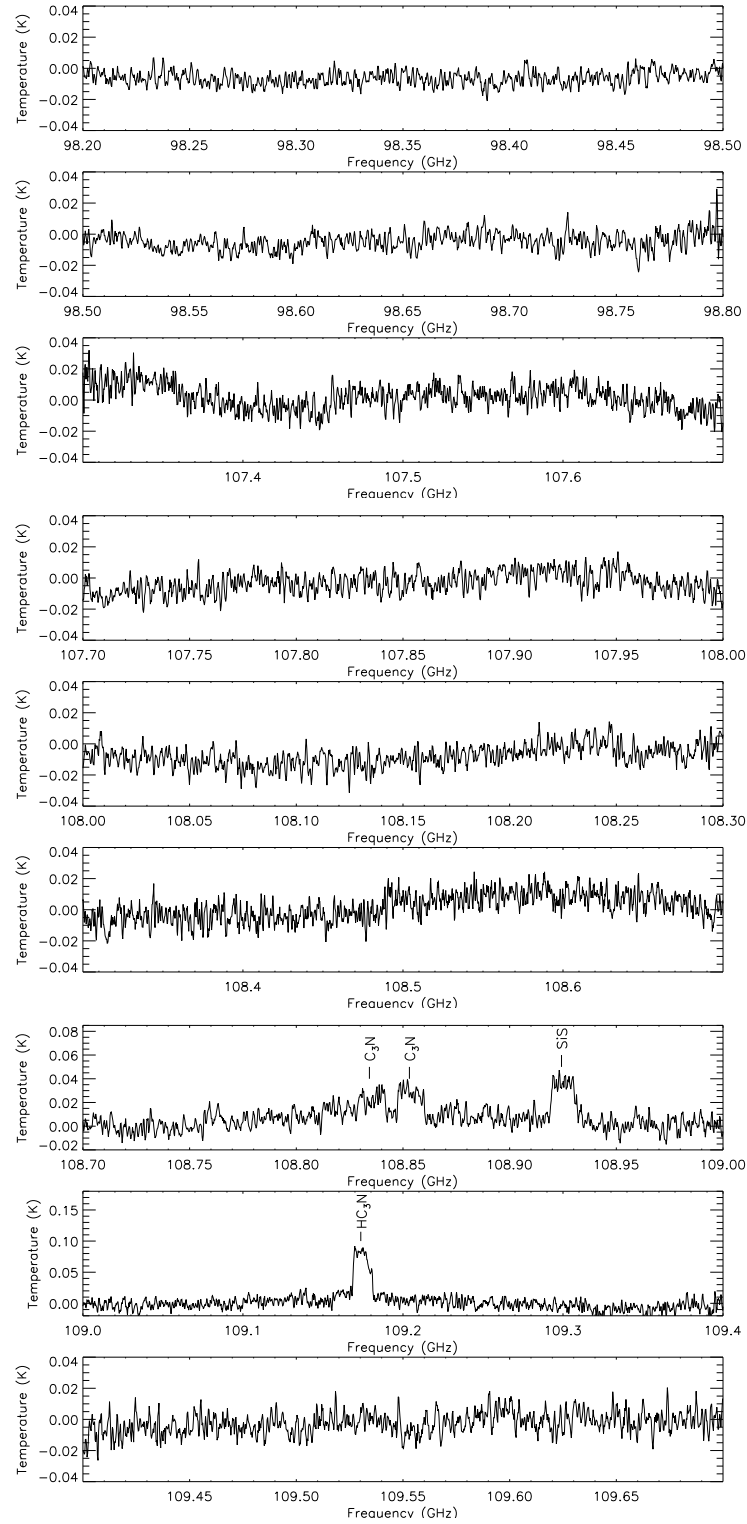 0.04
0.02
0.00
−0.02
−0.04
Temperature (K)
98.20 98.25 98.30 98.35 98.40 98.45 98.50
Frequency (GHz)
0.04
0.02
0.00
−0.02
−0.04
Temperature (K)
98.50 98.55 98.60 98.65 98.70 98.75 98.80
Frequency (GHz)
0.04
0.02
0.00
−0.02
−0.04
Temperature (K)
107.4 107.5 107.6
Frequency (GHz)
0.04
0.02
0.00
−0.02
−0.04
Temperature (K)
107.70 107.75 107.80 107.85 107.90 107.95 108.00
Frequency (GHz)
0.04
0.02
0.00
−0.02
−0.04
Temperature (K)
108.00 108.05 108.10 108.15 108.20 108.25 108.30
Frequency (GHz)
0.04
0.02
0.00
−0.02
−0.04
Temperature (K)
108.4 108.5 108.6
Frequency (GHz)
0.08
0.06
0.04
0.02
0.00
−0.02
Temperature (K)
C₃N
C₃N
SiS
108.70 108.75 108.80 108.85 108.90 108.95 109.00
Frequency (GHz)
0.15
0.10
0.05
0.00
Temperature (K)
HC₃N
109.0 109.1 109.2 109.3 109.4
Frequency (GHz)
0.04
0.02
0.00
−0.02
−0.04
Temperature (K)
109.45 109.50 109.55 109.60 109.65
Frequency (GHz)